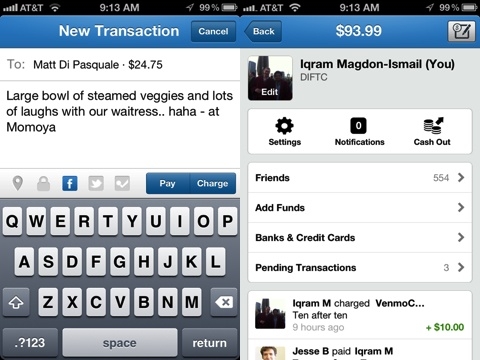 AT&T 9:13 AM 99%
New Transaction Cancel
To: Matt Di Pasquale · $24.75
Large bowl of steamed veggies and lots
of laughs with our waitress.. haha - at
Momoya
f Pay Charge
Q W E R T Y U I O P
A S D F G H J K L
Z X C V B N M
.?123 space return
AT&T 9:13 AM 99%
Back $93.99
Iqram Magdon-Ismail (You)
DIFTC
Edit
0
Settings Notifications Cash Out
Friends 554
Add Funds
Banks & Credit Cards
Pending Transactions 3
Iqram M charged VenmoC...
Ten after ten
9 hours ago + $10.00
Jesse B paid Iqram M